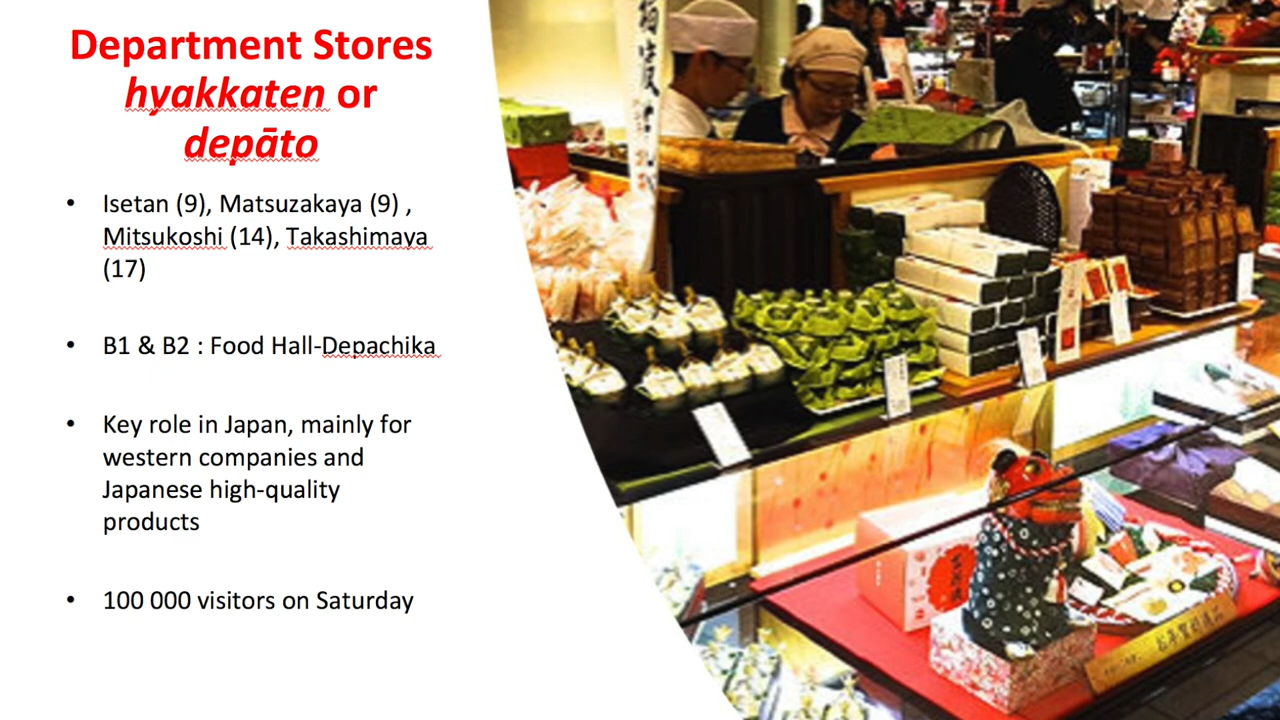 Department Stores
hyakkaten or
depāto
• Isetan (9), Matsuzakaya (9) ,
Mitsukoshi (14), Takashimaya
(17)
• B1 & B2 : Food Hall-Depachika
• Key role in Japan, mainly for
western companies and
Japanese high-quality
products
• 100 000 visitors on Saturday